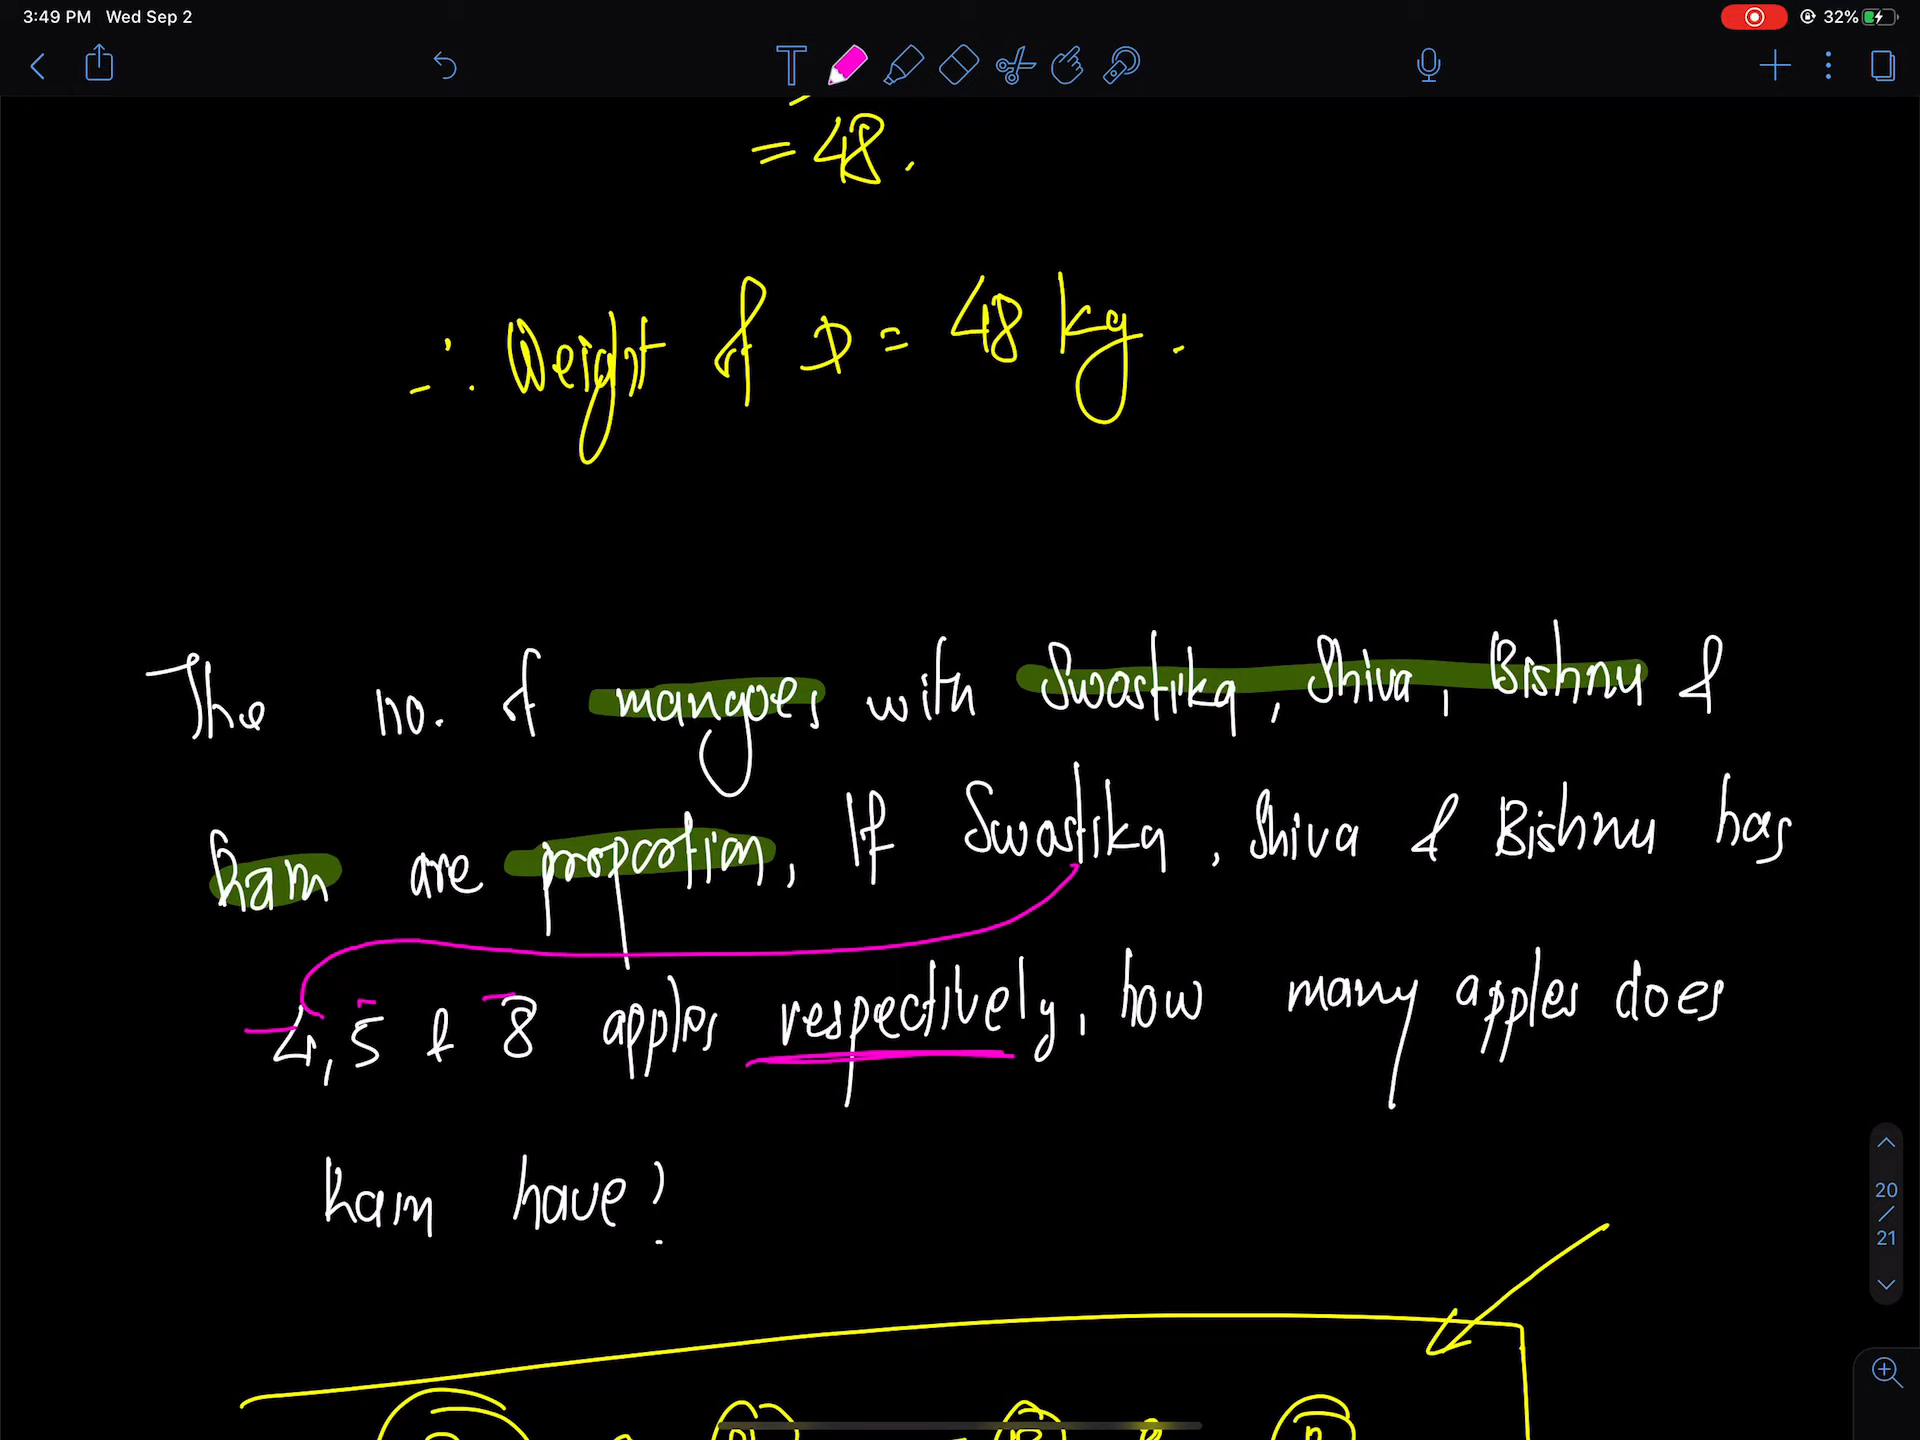 3:49 PM Wed Sep 2
32%
= 48.
∴ Weight of D = 48 kg.
The no. of mangoes with Swastika, Shiva, Bishnu &
Ram are proportion, If Swastika, Shiva & Bishnu has
4, 5 & 8 apples respectively, how many apples does
Ram have?
20
/
21